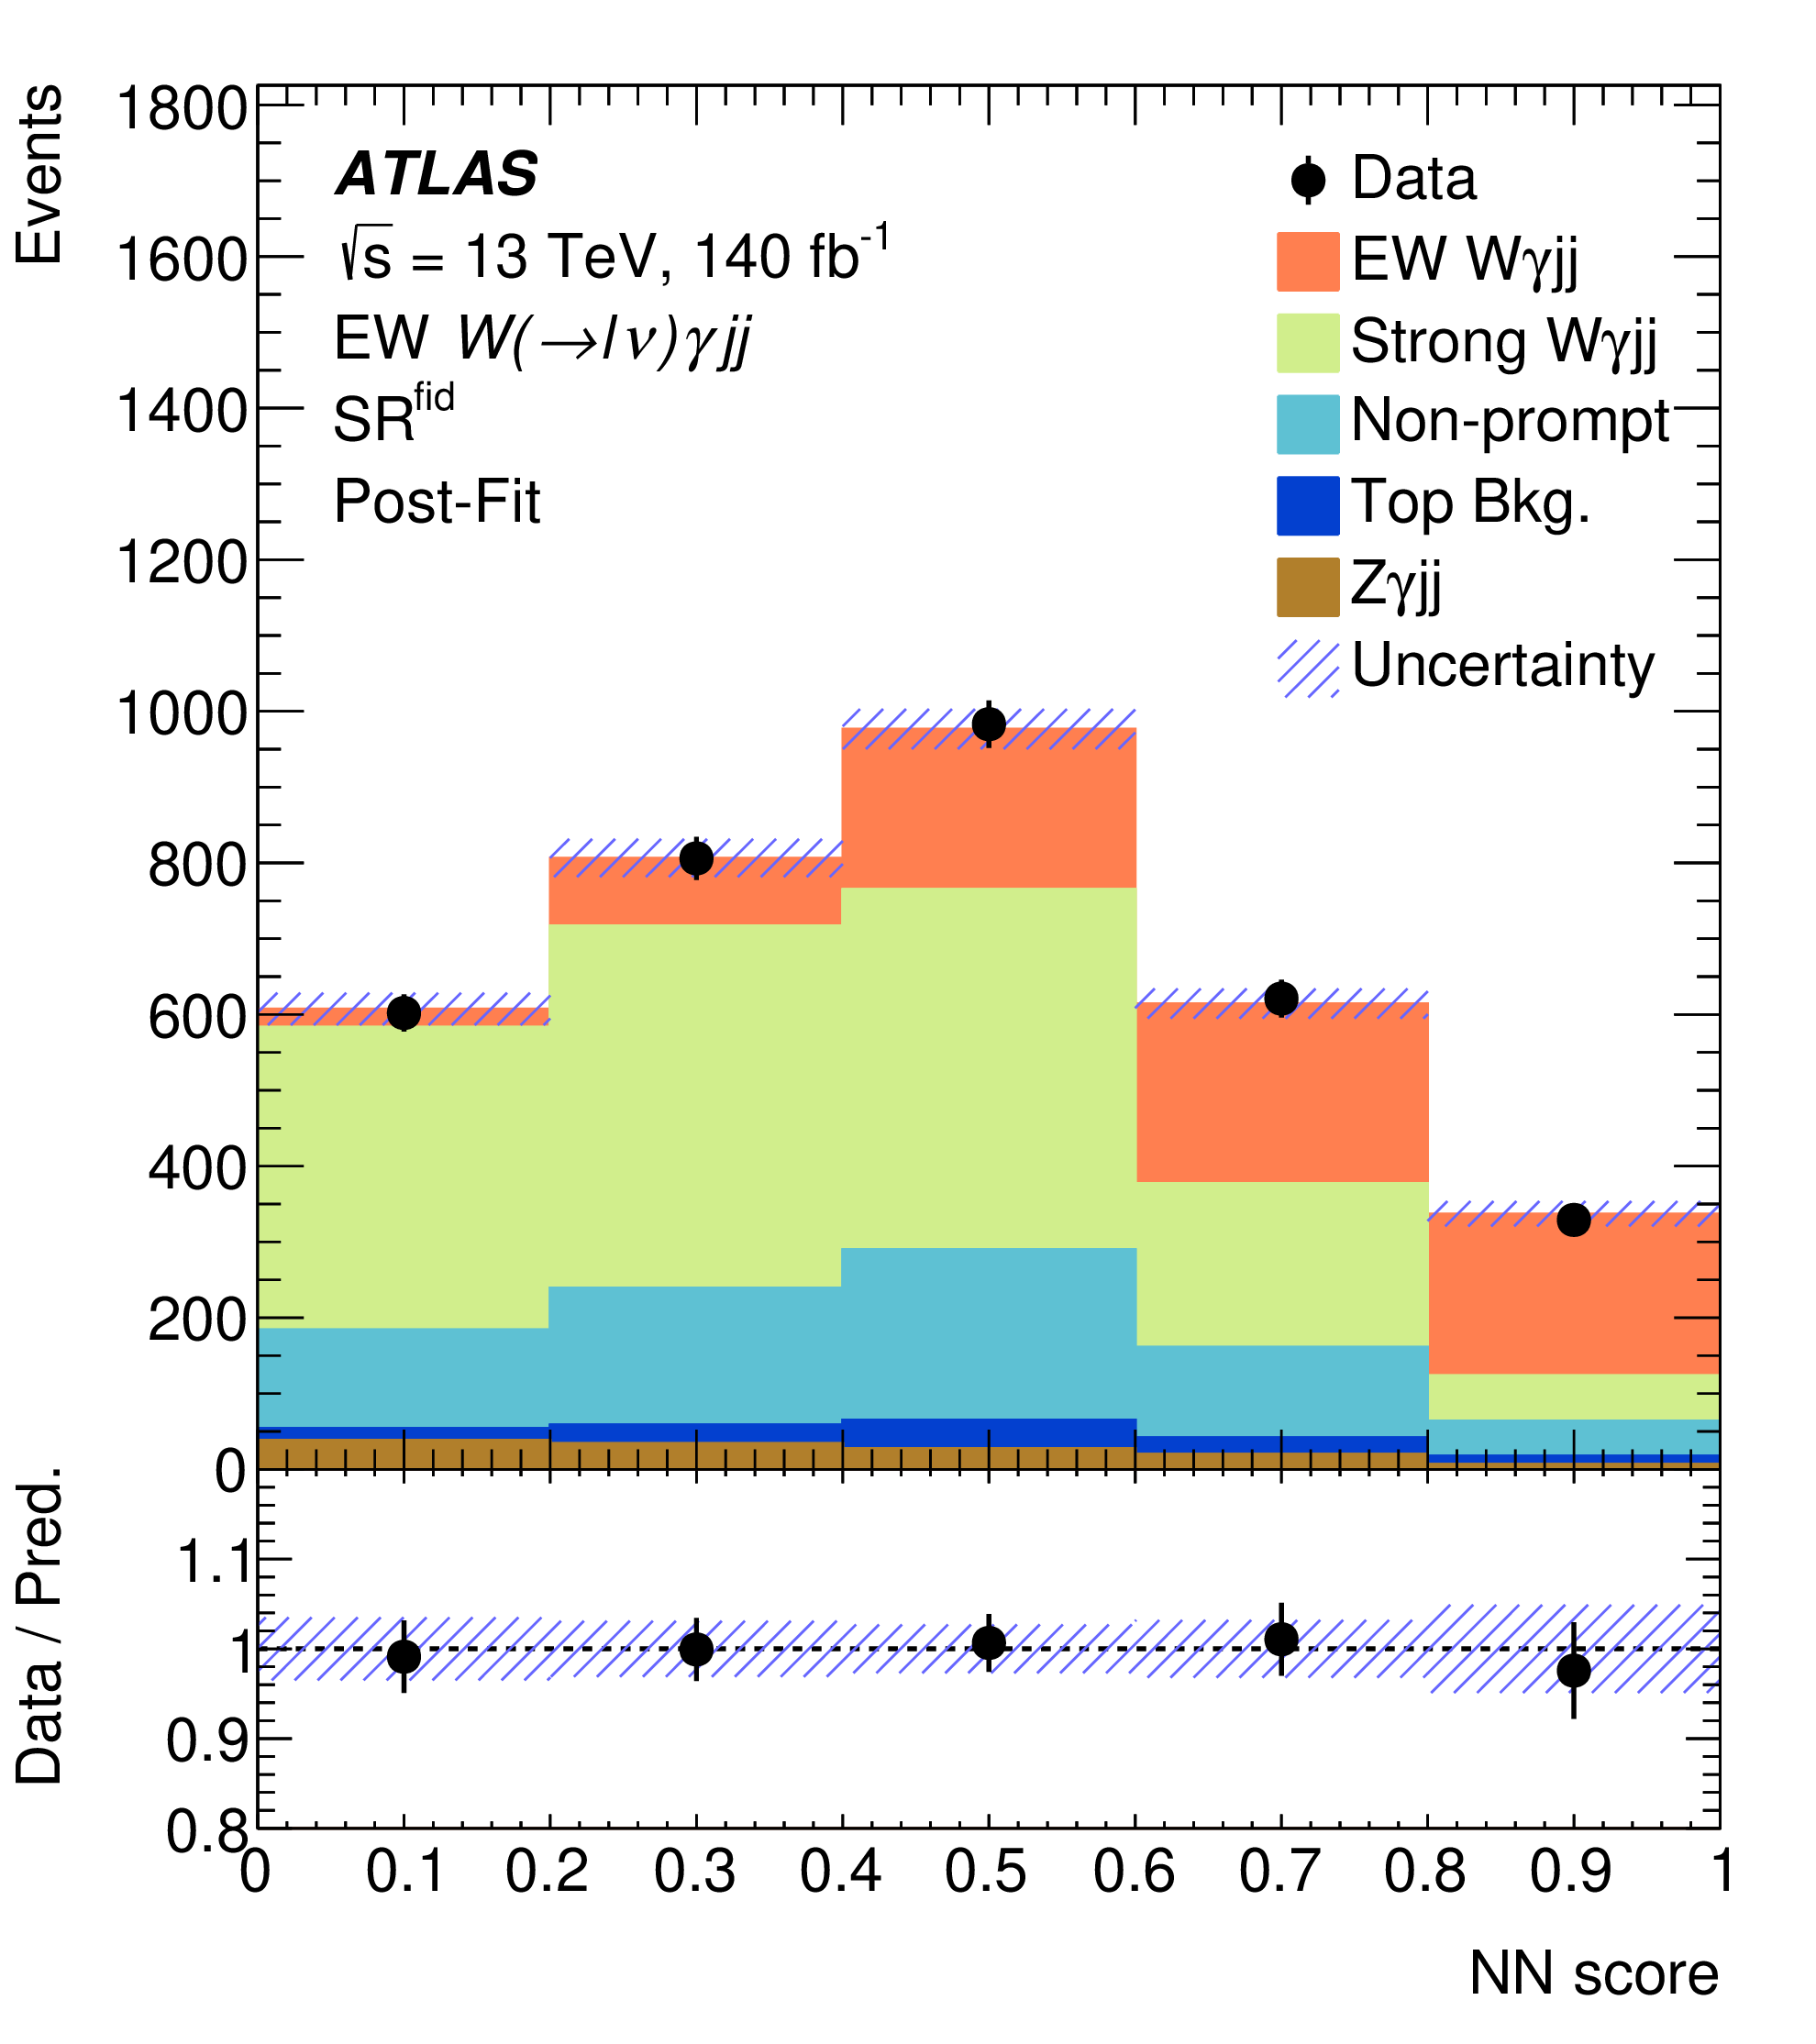 Events
1800
1600
1400
1200
1000
800
600
400
200
0
ATLAS
√s = 13 TeV, 140 fb⁻¹
EW W(→lν)γjj
SR^fid
Post-Fit
Data
EW Wγjj
Strong Wγjj
Non-prompt
Top Bkg.
Zγjj
Uncertainty
Data / Pred.
1.1
1
0.9
0.8
0 0.1 0.2 0.3 0.4 0.5 0.6 0.7 0.8 0.9 1
NN score